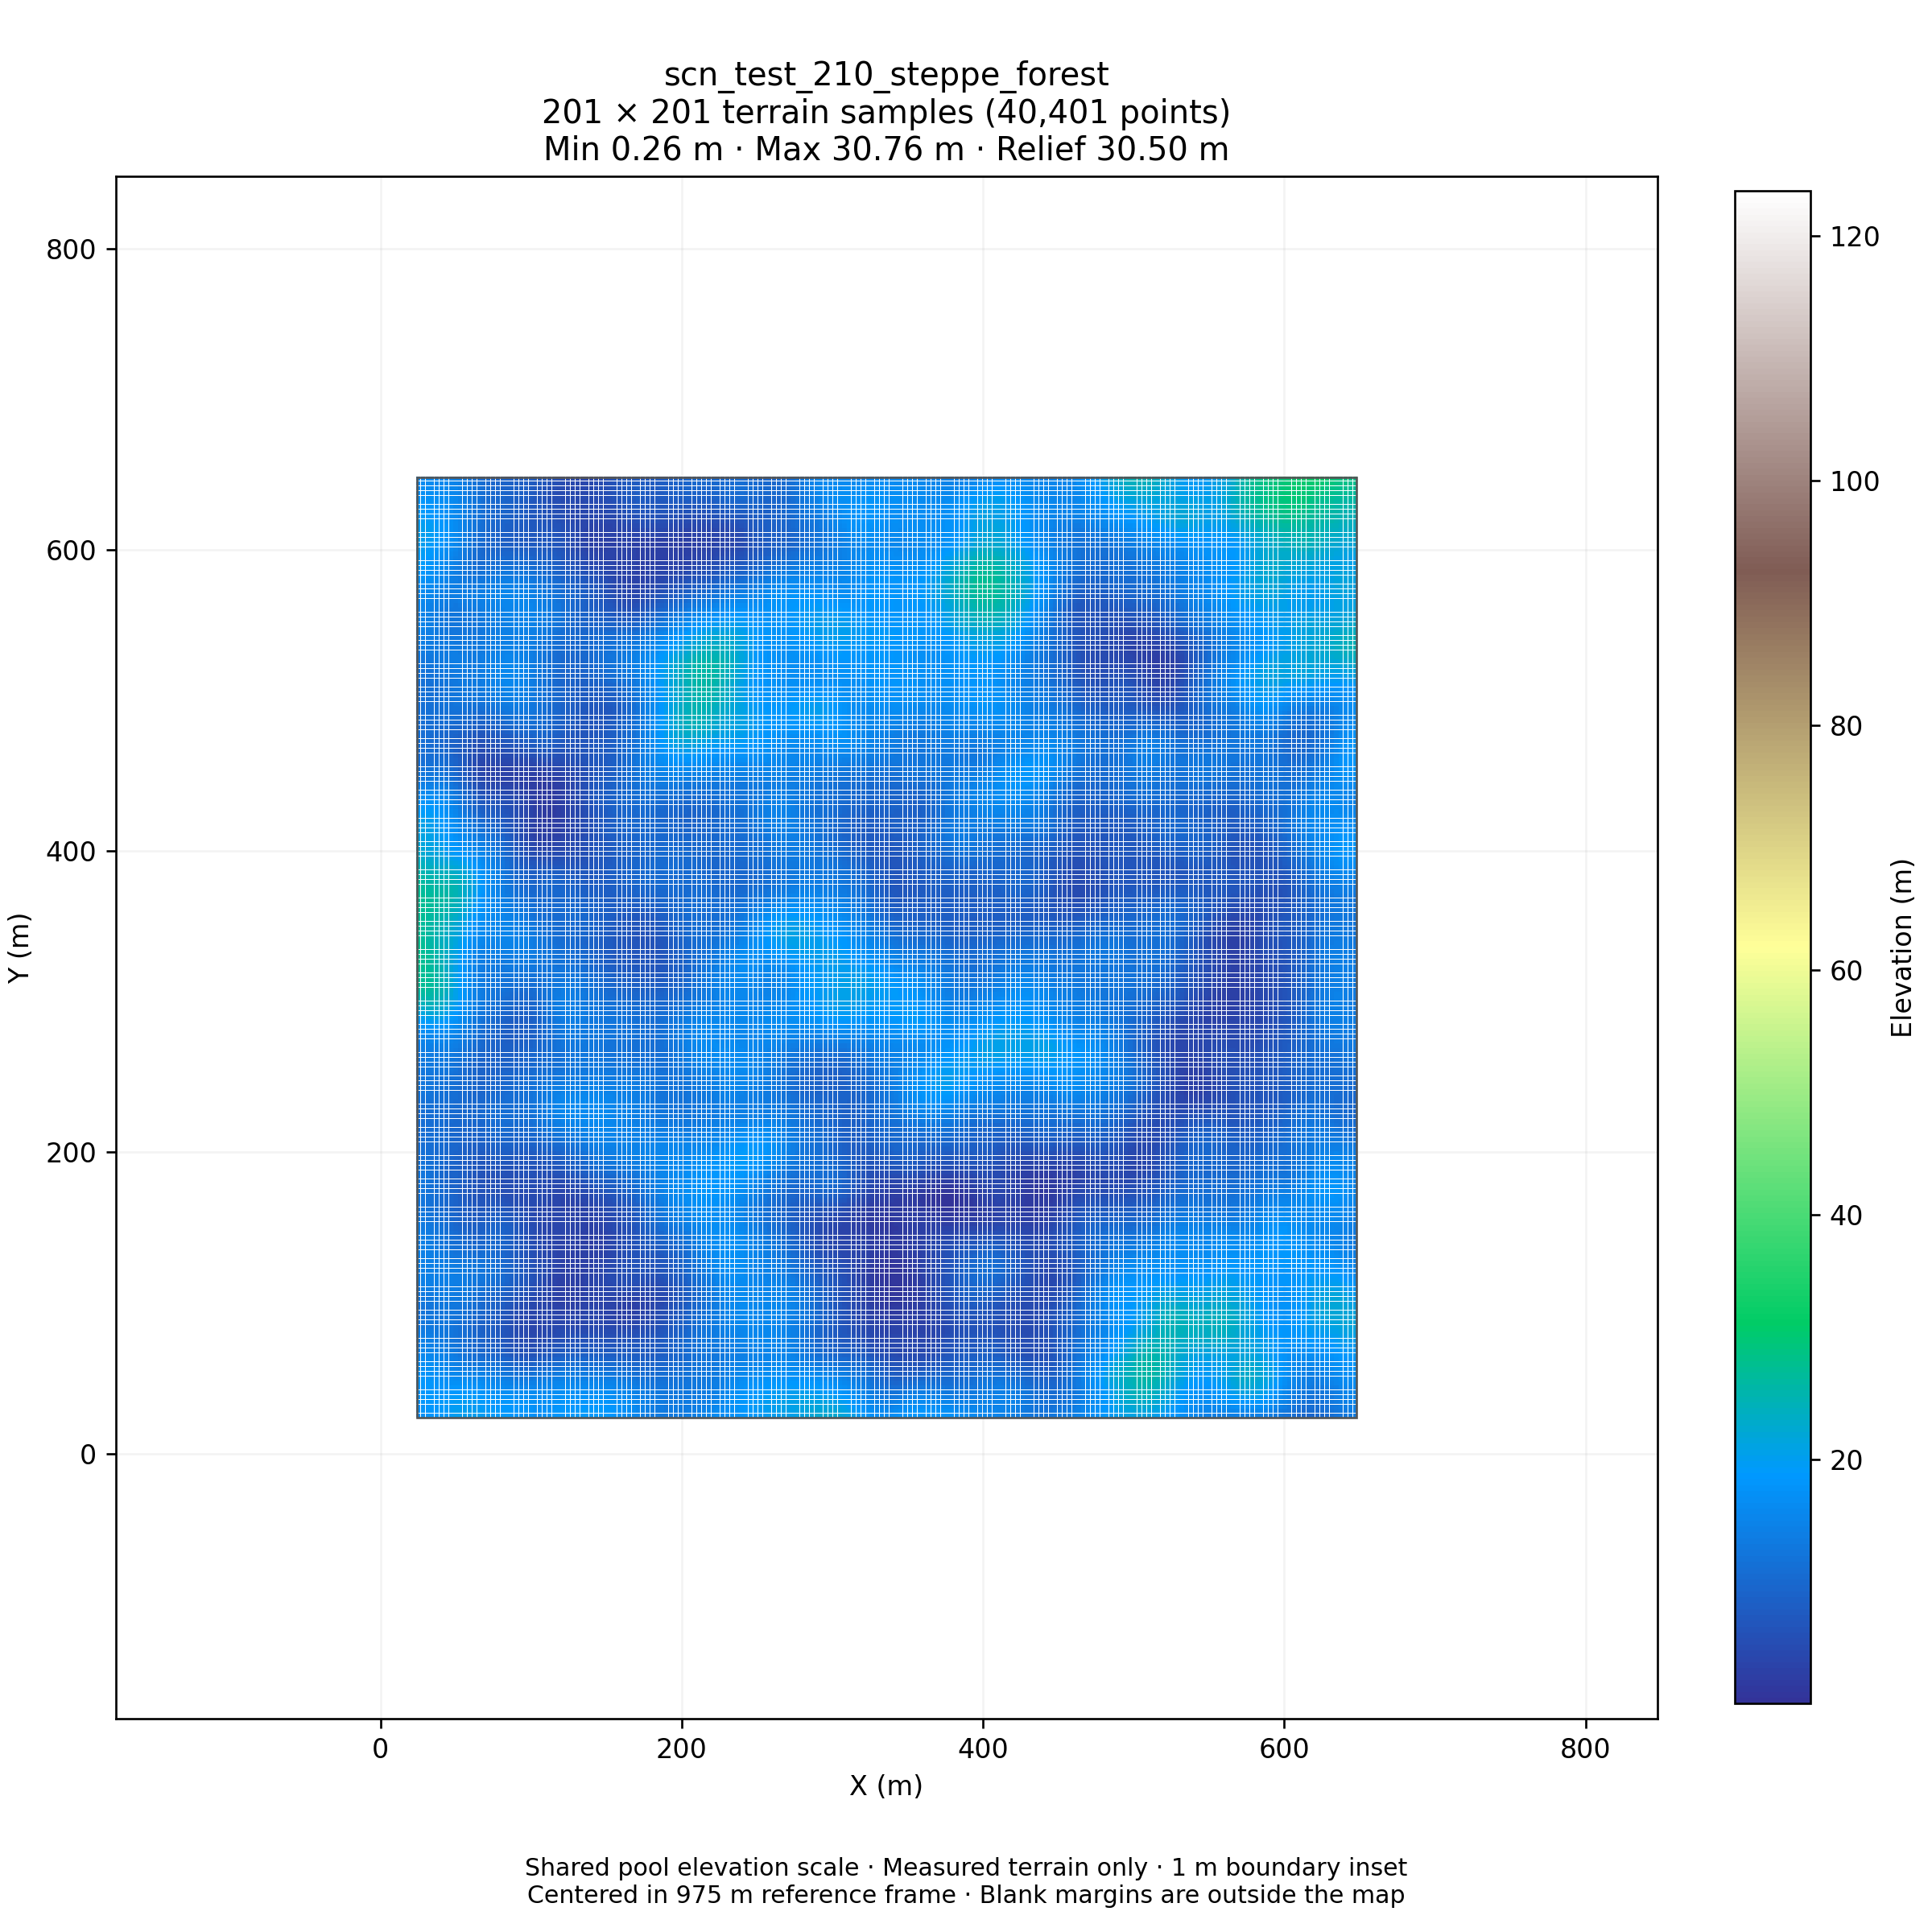 scn_test_210_steppe_forest
201 × 201 terrain samples (40,401 points)
Min 0.26 m · Max 30.76 m · Relief 30.50 m
800
600
400
200
0
Y (m)
0
200
400
600
800
X (m)
120
100
80
60
40
20
Elevation (m)
Shared pool elevation scale · Measured terrain only · 1 m boundary inset
Centered in 975 m reference frame · Blank margins are outside the map